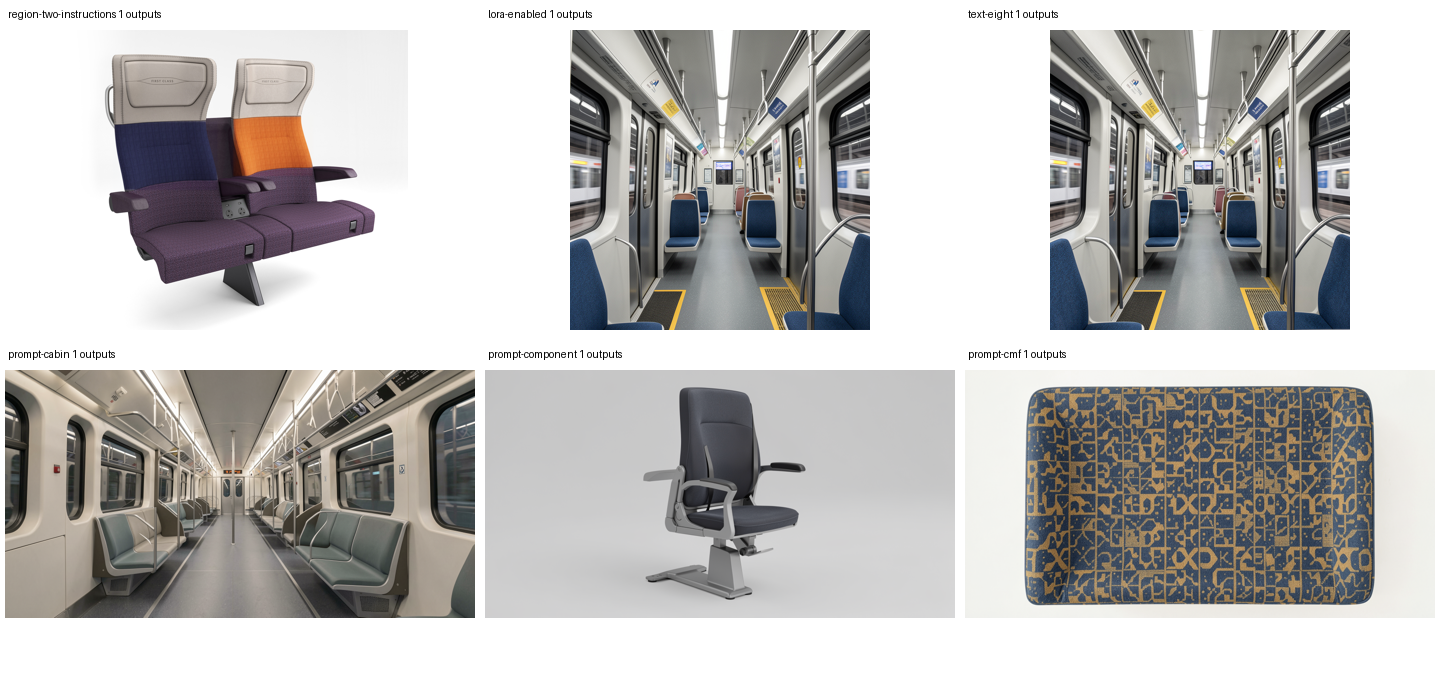 region-two-instructions 1 outputs
lora-enabled 1 outputs
text-eight 1 outputs
prompt-cabin 1 outputs
prompt-component 1 outputs
prompt-cmf 1 outputs